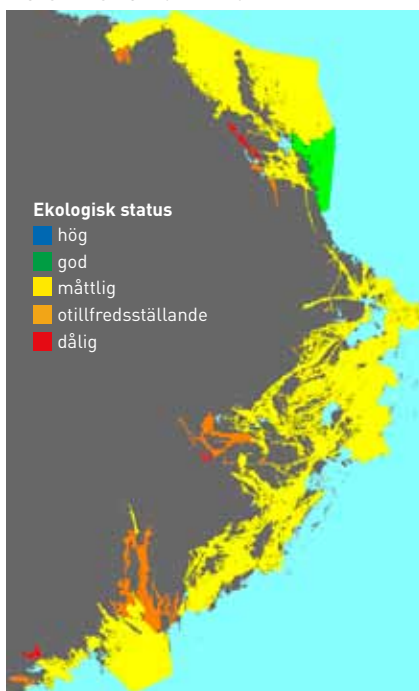 Ekologisk status
hög
god
måttlig
otillfredsställande
dålig